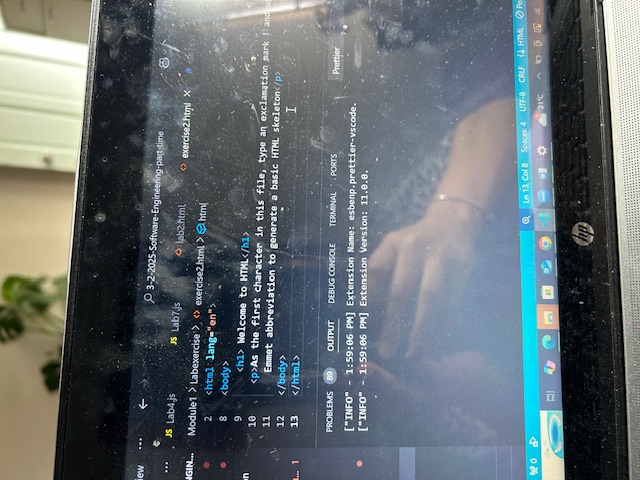 iew ... 3-2-2025-Software-Engineering-part-time
JS Lab4.js JS Lab7.js lab2.html exercise2.html
NGIN... Module1 > Labexercise > exercise2.html > html
2 <html lang="en">
8 <body>
9 <h1> Welcome to HTML</h1>
10 <p>As the first character in this file, type an exclamation mark ! and u
11 Emmet abbreviation to generate a basic HTML skeleton</p>
12 </body>
13 </html>
on
... 1
PROBLEMS 89 OUTPUT DEBUG CONSOLE TERMINAL PORTS Prettier
["INFO" - 1:59:06 PM] Extension Name: esbenp.prettier-vscode.
["INFO" - 1:59:06 PM] Extension Version: 11.0.0.
0 Ln 13, Col 8 Spaces: 4 UTF-8 CRLF HTML Po
21°C
hp